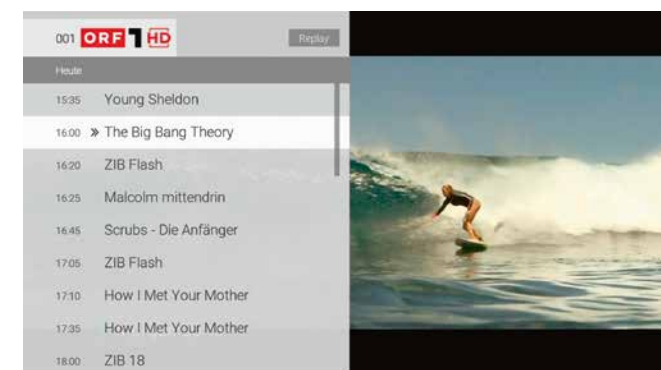 001 ORF 1 HD Replay
Heute
15:35 Young Sheldon
16:00 » The Big Bang Theory
16:20 ZIB Flash
16:25 Malcolm mittendrin
16:45 Scrubs - Die Anfänger
17:05 ZIB Flash
17:10 How I Met Your Mother
17:35 How I Met Your Mother
18:00 ZIB 18